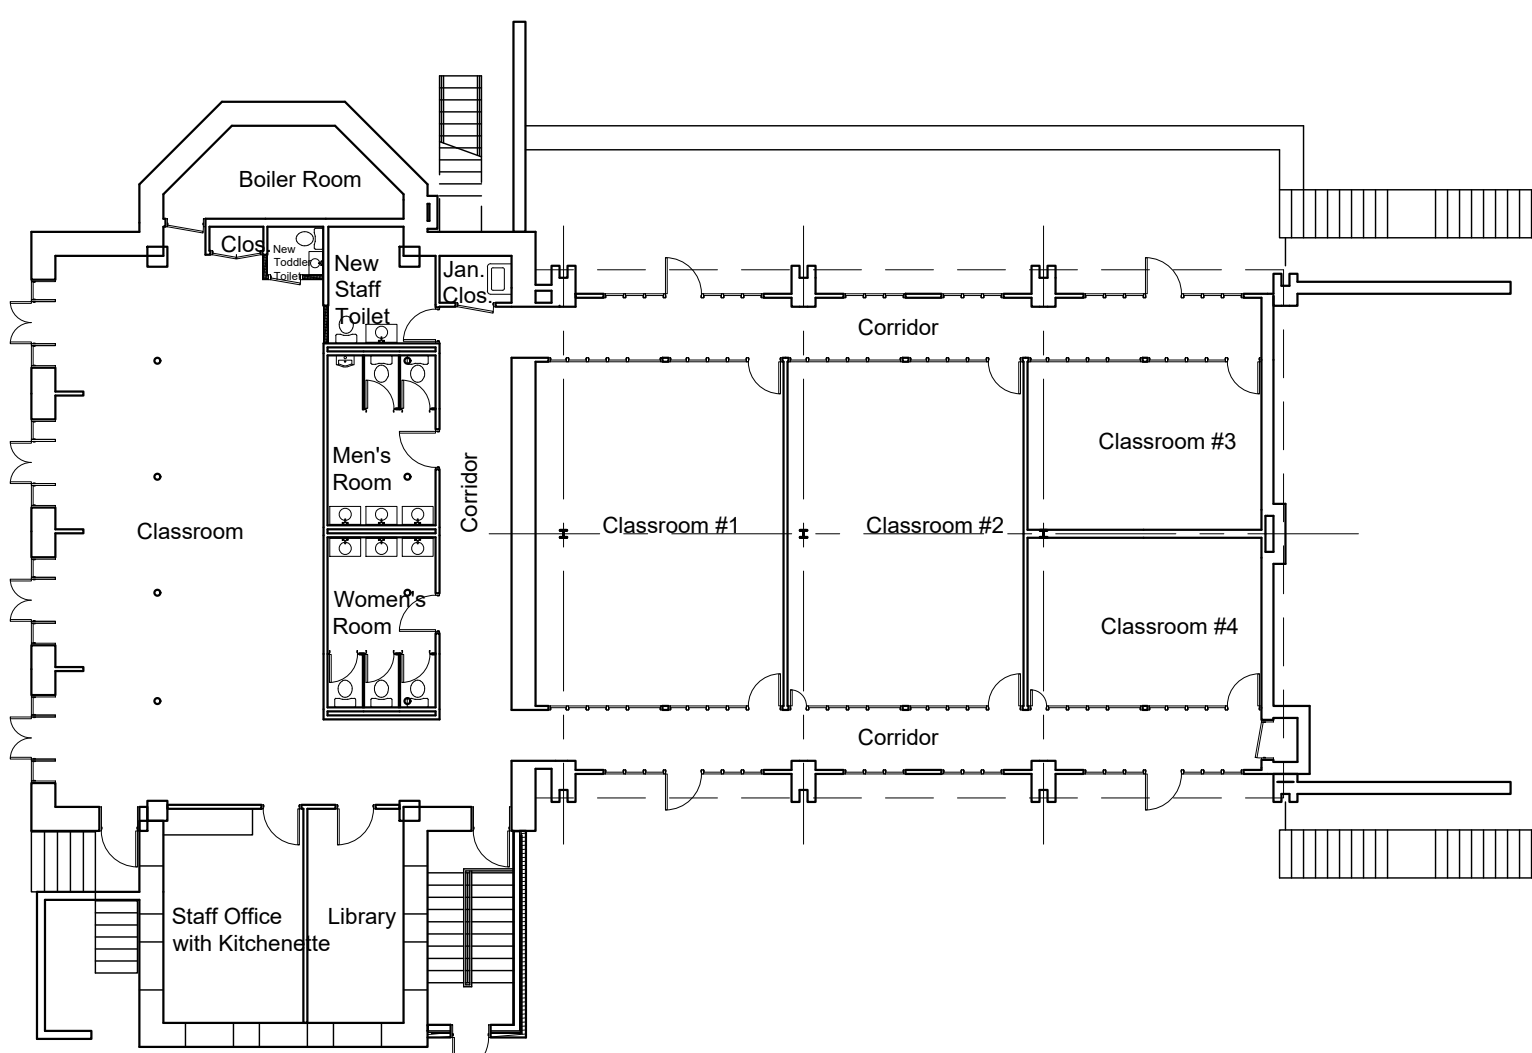 Boiler Room
Clos.
New
Toddler
Toilet
New
Staff
Toilet
Jan.
Clos.
Corridor
Men's
Room
Corridor
Classroom
Classroom #1
Classroom #2
Classroom #3
Women's
Room
Classroom #4
Corridor
Staff Office
with Kitchenette
Library